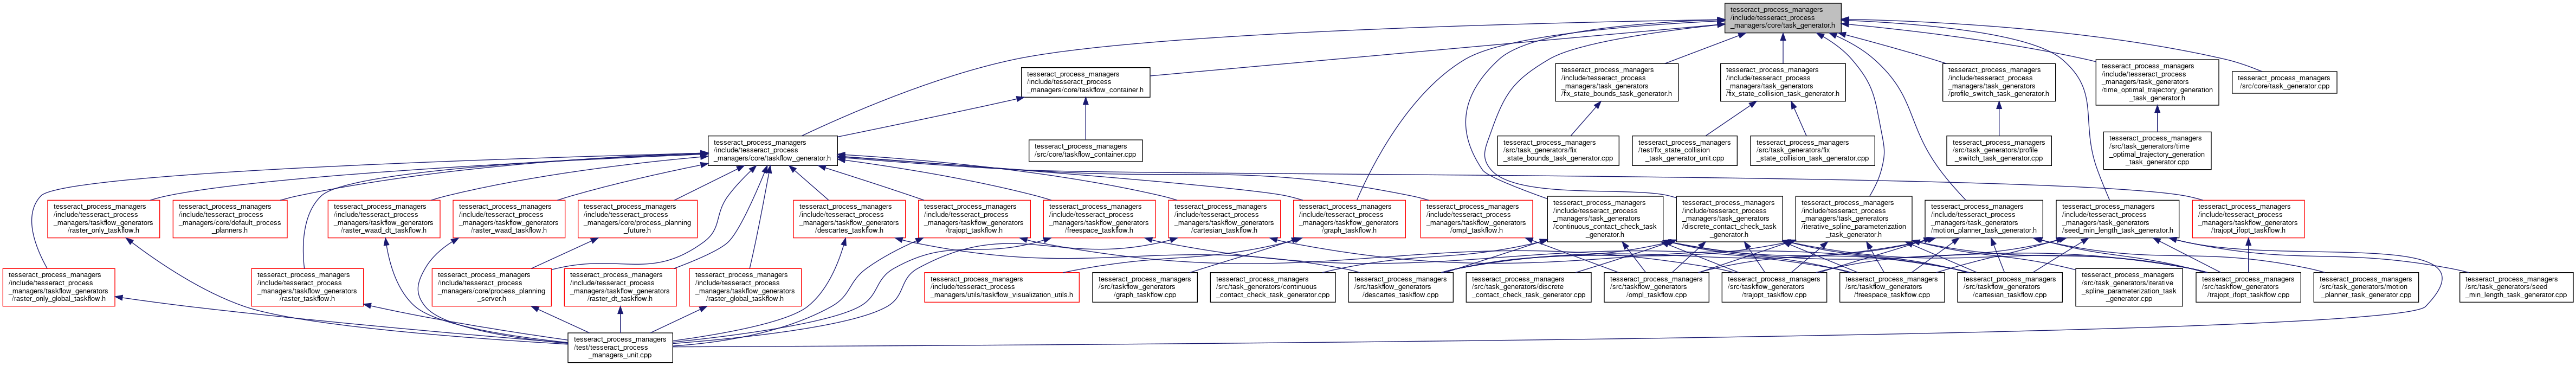 tesseract_process_managers
/include/tesseract_process
_managers/core/task_generator.h
tesseract_process_managers
/include/tesseract_process
_managers/core/taskflow_container.h
tesseract_process_managers
/include/tesseract_process
_managers/task_generators
/fix_state_bounds_task_generator.h
tesseract_process_managers
/include/tesseract_process
_managers/task_generators
/fix_state_collision_task_generator.h
tesseract_process_managers
/include/tesseract_process
_managers/task_generators
/profile_switch_task_generator.h
tesseract_process_managers
/include/tesseract_process
_managers/task_generators
/time_optimal_trajectory_generation
_task_generator.h
tesseract_process_managers
/src/core/task_generator.cpp
tesseract_process_managers
/include/tesseract_process
_managers/core/taskflow_generator.h
tesseract_process_managers
/src/core/taskflow_container.cpp
tesseract_process_managers
/src/task_generators/fix
_state_bounds_task_generator.cpp
tesseract_process_managers
/test/fix_state_collision
_task_generator_unit.cpp
tesseract_process_managers
/src/task_generators/fix
_state_collision_task_generator.cpp
tesseract_process_managers
/src/task_generators/profile
_switch_task_generator.cpp
tesseract_process_managers
/src/task_generators/time
_optimal_trajectory_generation
_task_generator.cpp
tesseract_process_managers
/include/tesseract_process
_managers/taskflow_generators
/raster_only_taskflow.h
tesseract_process_managers
/include/tesseract_process
_managers/core/default_process
_planners.h
tesseract_process_managers
/include/tesseract_process
_managers/taskflow_generators
/raster_waad_dt_taskflow.h
tesseract_process_managers
/include/tesseract_process
_managers/taskflow_generators
/raster_waad_taskflow.h
tesseract_process_managers
/include/tesseract_process
_managers/core/process_planning
_future.h
tesseract_process_managers
/include/tesseract_process
_managers/taskflow_generators
/descartes_taskflow.h
tesseract_process_managers
/include/tesseract_process
_managers/taskflow_generators
/trajopt_taskflow.h
tesseract_process_managers
/include/tesseract_process
_managers/taskflow_generators
/freespace_taskflow.h
tesseract_process_managers
/include/tesseract_process
_managers/taskflow_generators
/cartesian_taskflow.h
tesseract_process_managers
/include/tesseract_process
_managers/taskflow_generators
/graph_taskflow.h
tesseract_process_managers
/include/tesseract_process
_managers/taskflow_generators
/ompl_taskflow.h
tesseract_process_managers
/include/tesseract_process
_managers/task_generators
/continuous_contact_check_task
_generator.h
tesseract_process_managers
/include/tesseract_process
_managers/task_generators
/discrete_contact_check_task
_generator.h
tesseract_process_managers
/include/tesseract_process
_managers/task_generators
/iterative_spline_parameterization
_task_generator.h
tesseract_process_managers
/include/tesseract_process
_managers/task_generators
/motion_planner_task_generator.h
tesseract_process_managers
/include/tesseract_process
_managers/task_generators
/seed_min_length_task_generator.h
tesseract_process_managers
/include/tesseract_process
_managers/taskflow_generators
/trajopt_ifopt_taskflow.h
tesseract_process_managers
/include/tesseract_process
_managers/taskflow_generators
/raster_only_global_taskflow.h
tesseract_process_managers
/include/tesseract_process
_managers/taskflow_generators
/raster_taskflow.h
tesseract_process_managers
/include/tesseract_process
_managers/core/process_planning
_server.h
tesseract_process_managers
/include/tesseract_process
_managers/taskflow_generators
/raster_dt_taskflow.h
tesseract_process_managers
/include/tesseract_process
_managers/taskflow_generators
/raster_global_taskflow.h
tesseract_process_managers
/include/tesseract_process
_managers/utils/taskflow_visualization_utils.h
tesseract_process_managers
/src/taskflow_generators
/graph_taskflow.cpp
tesseract_process_managers
/src/task_generators/continuous
_contact_check_task_generator.cpp
tesseract_process_managers
/src/taskflow_generators
/descartes_taskflow.cpp
tesseract_process_managers
/src/task_generators/discrete
_contact_check_task_generator.cpp
tesseract_process_managers
/src/taskflow_generators
/ompl_taskflow.cpp
tesseract_process_managers
/src/taskflow_generators
/trajopt_taskflow.cpp
tesseract_process_managers
/src/taskflow_generators
/freespace_taskflow.cpp
tesseract_process_managers
/src/taskflow_generators
/cartesian_taskflow.cpp
tesseract_process_managers
/src/task_generators/iterative
_spline_parameterization_task
_generator.cpp
tesseract_process_managers
/src/taskflow_generators
/trajopt_ifopt_taskflow.cpp
tesseract_process_managers
/src/task_generators/motion
_planner_task_generator.cpp
tesseract_process_managers
/src/task_generators/seed
_min_length_task_generator.cpp
tesseract_process_managers
/test/tesseract_process
_managers_unit.cpp